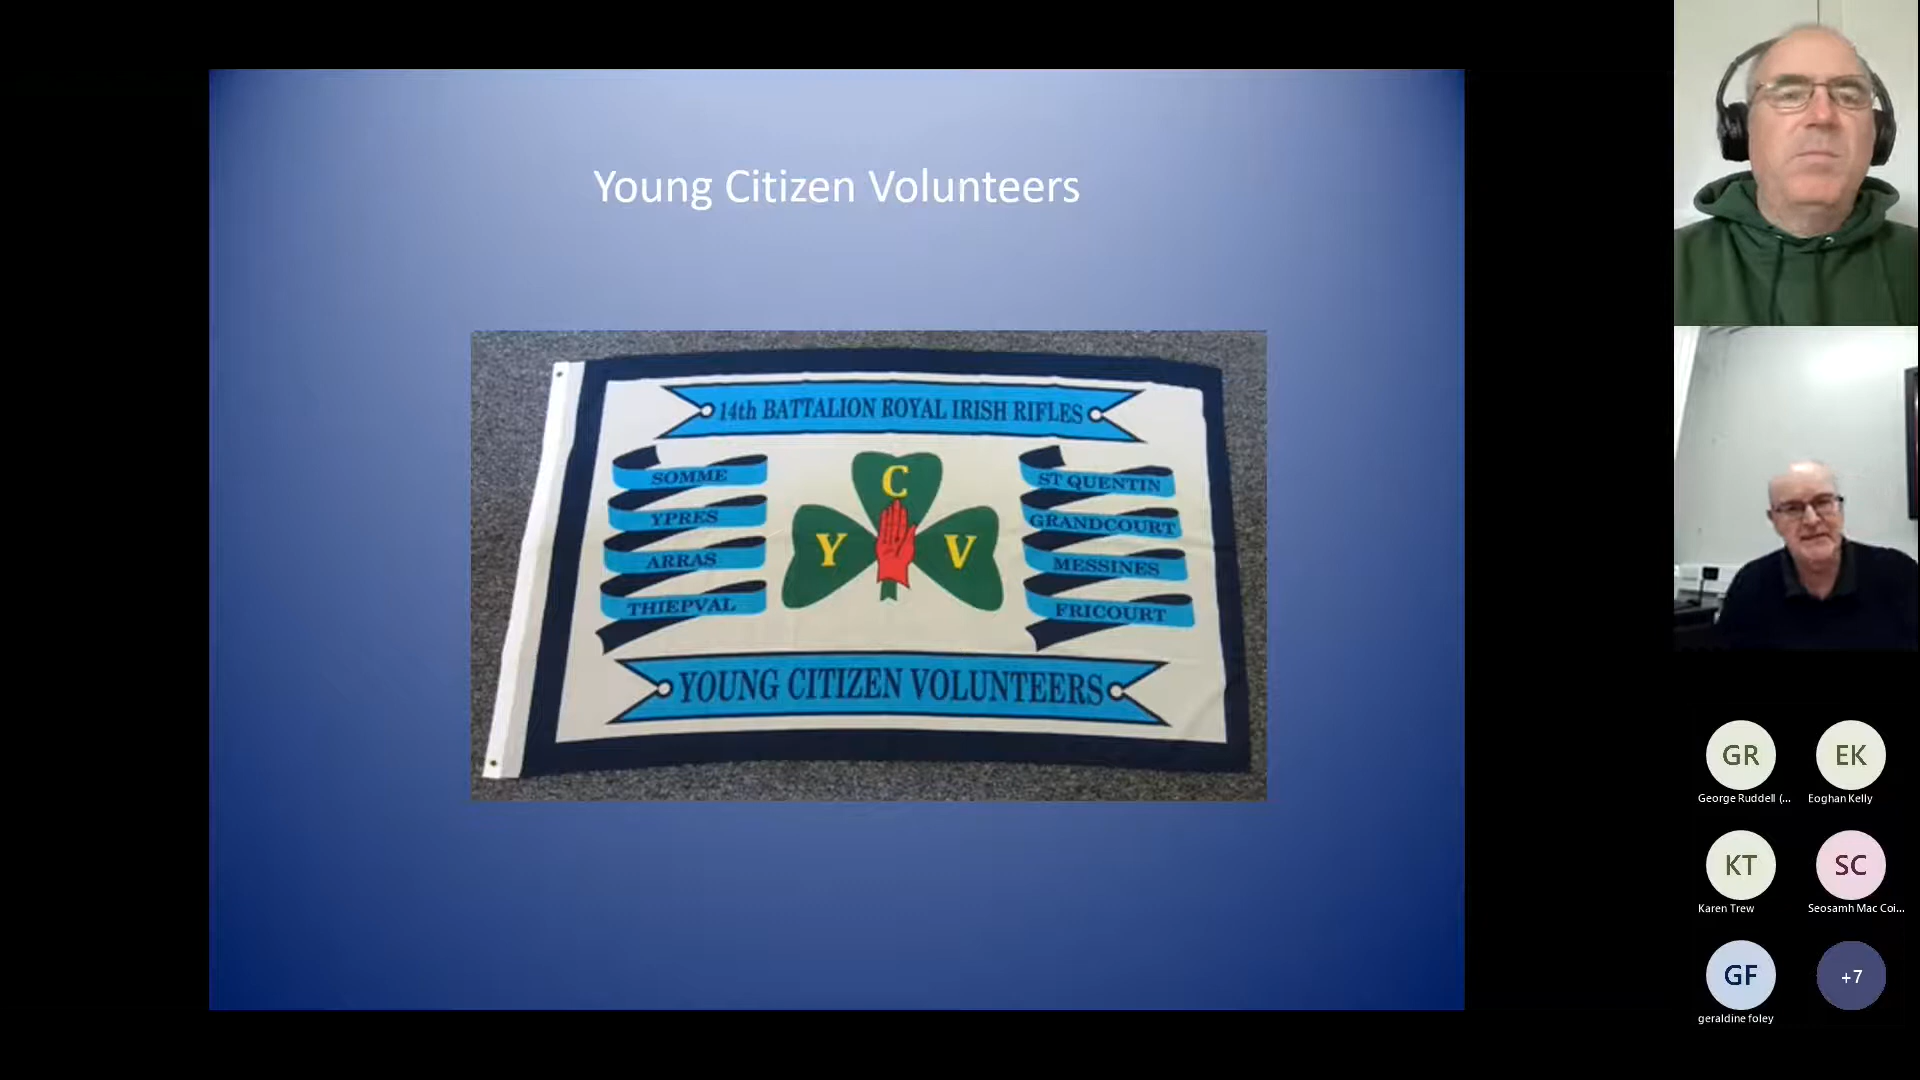 Young Citizen Volunteers
14th BATTALION ROYAL IRISH RIFLES
SOMME
YPRES
ARRAS
THIEPVAL
C
Y
V
ST QUENTIN
GRANDCOURT
MESSINES
FRICOURT
YOUNG CITIZEN VOLUNTEERS
GR
George Ruddell (...
EK
Eoghan Kelly
KT
Karen Trew
SC
Seosamh Mac Coi...
GF
geraldine foley
+7